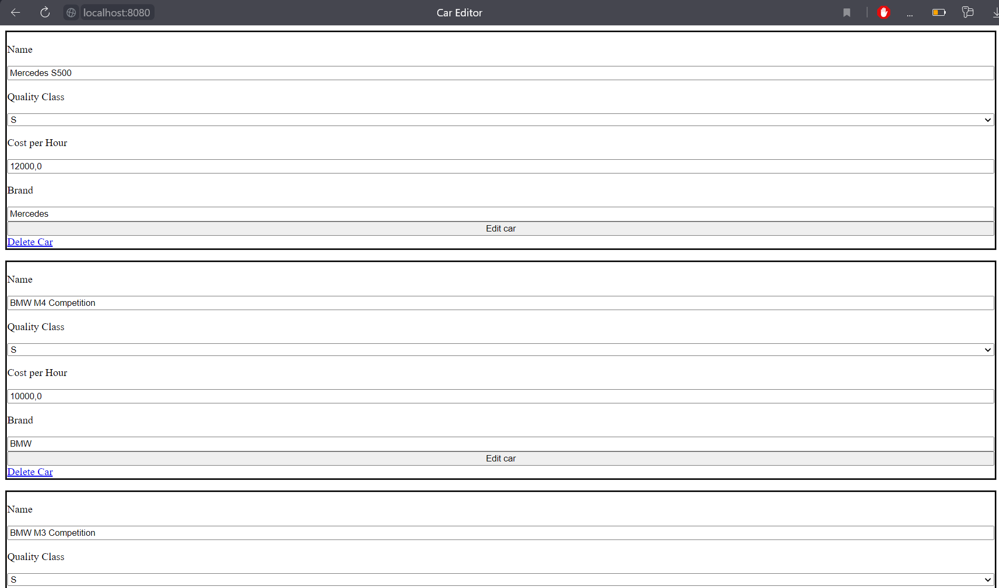 localhost:8080
Car Editor
...
Name
Mercedes S500
Quality Class
S
Cost per Hour
12000,0
Brand
Mercedes
Edit car
Delete Car
Name
BMW M4 Competition
Quality Class
S
Cost per Hour
10000,0
Brand
BMW
Edit car
Delete Car
Name
BMW M3 Competition
Quality Class
S